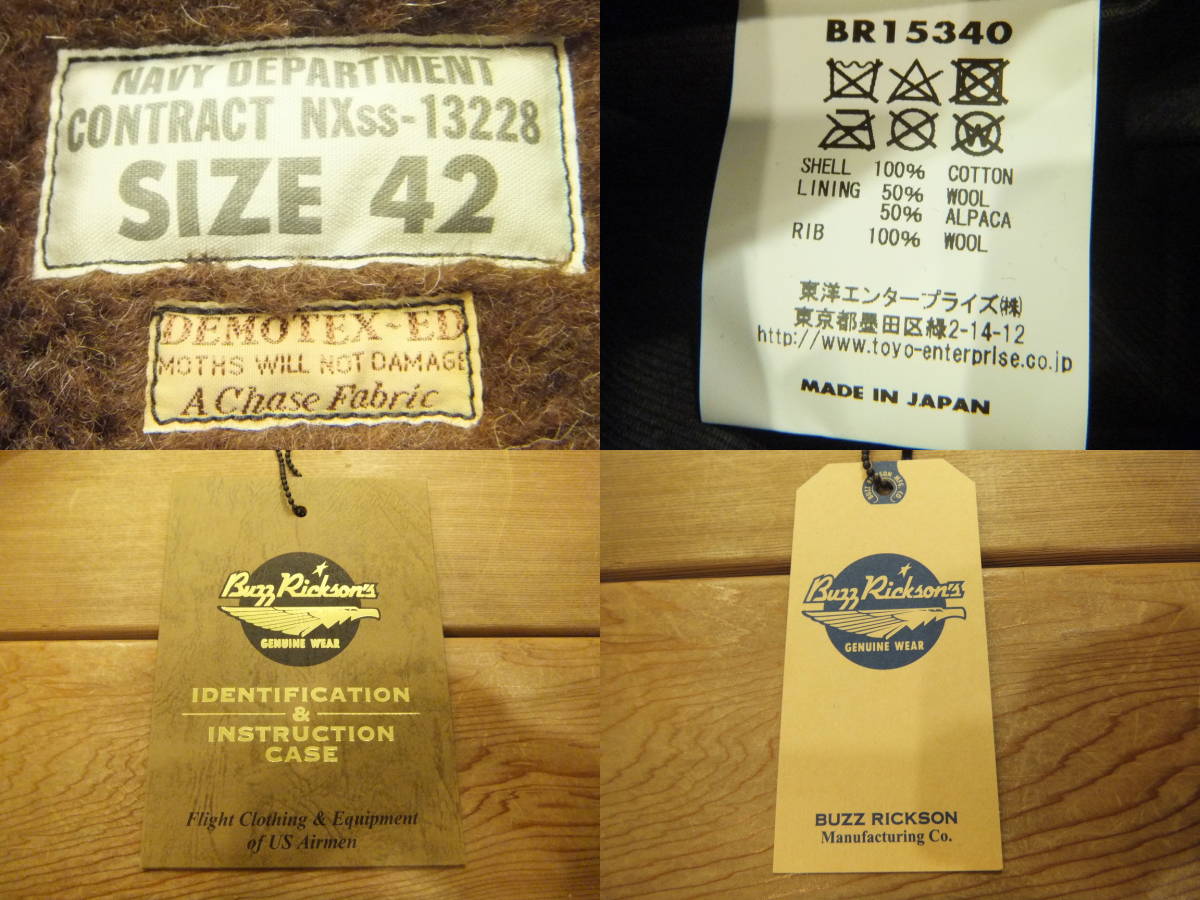 NAVY DEPARTMENT
CONTRACT NXss-13228
SIZE 42
DEMOTEX-ED
MOTHS WILL NOT DAMAGE
A Chase Fabric
BR15340
SHELL 100% COTTON
LINING 50% WOOL
50% ALPACA
RIB 100% WOOL
東洋エンタープライズ㈱
東京都墨田区緑2-14-12
http://www.toyo-enterprise.co.jp
MADE IN JAPAN
Buzz Rickson's
GENUINE WEAR
IDENTIFICATION
&
INSTRUCTION
CASE
Flight Clothing & Equipment
of US Airmen
BUZZ RICKSON MFG. CO
Buzz Rickson's
GENUINE WEAR
BUZZ RICKSON
Manufacturing Co.